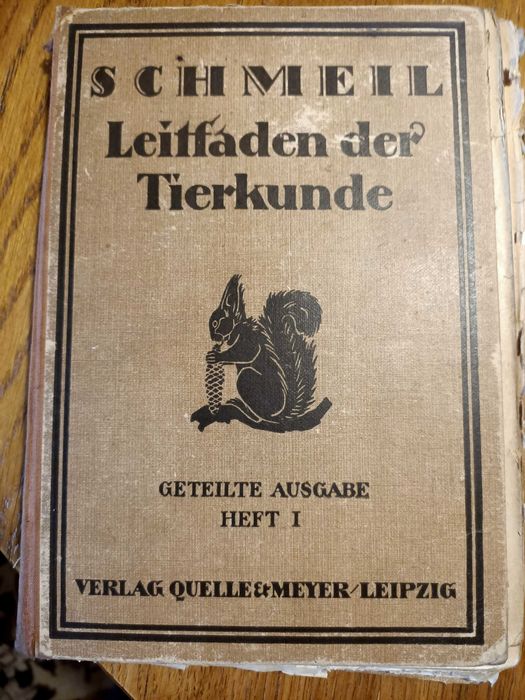 SCHMEIL
Leitfaden der
Tierkunde
GETEILTE AUSGABE
HEFT I
VERLAG QUELLE & MEYER / LEIPZIG